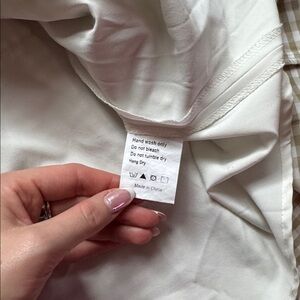 Hand wash only
Do not bleach
Do not tumble dry
Hang Dry
Made in China